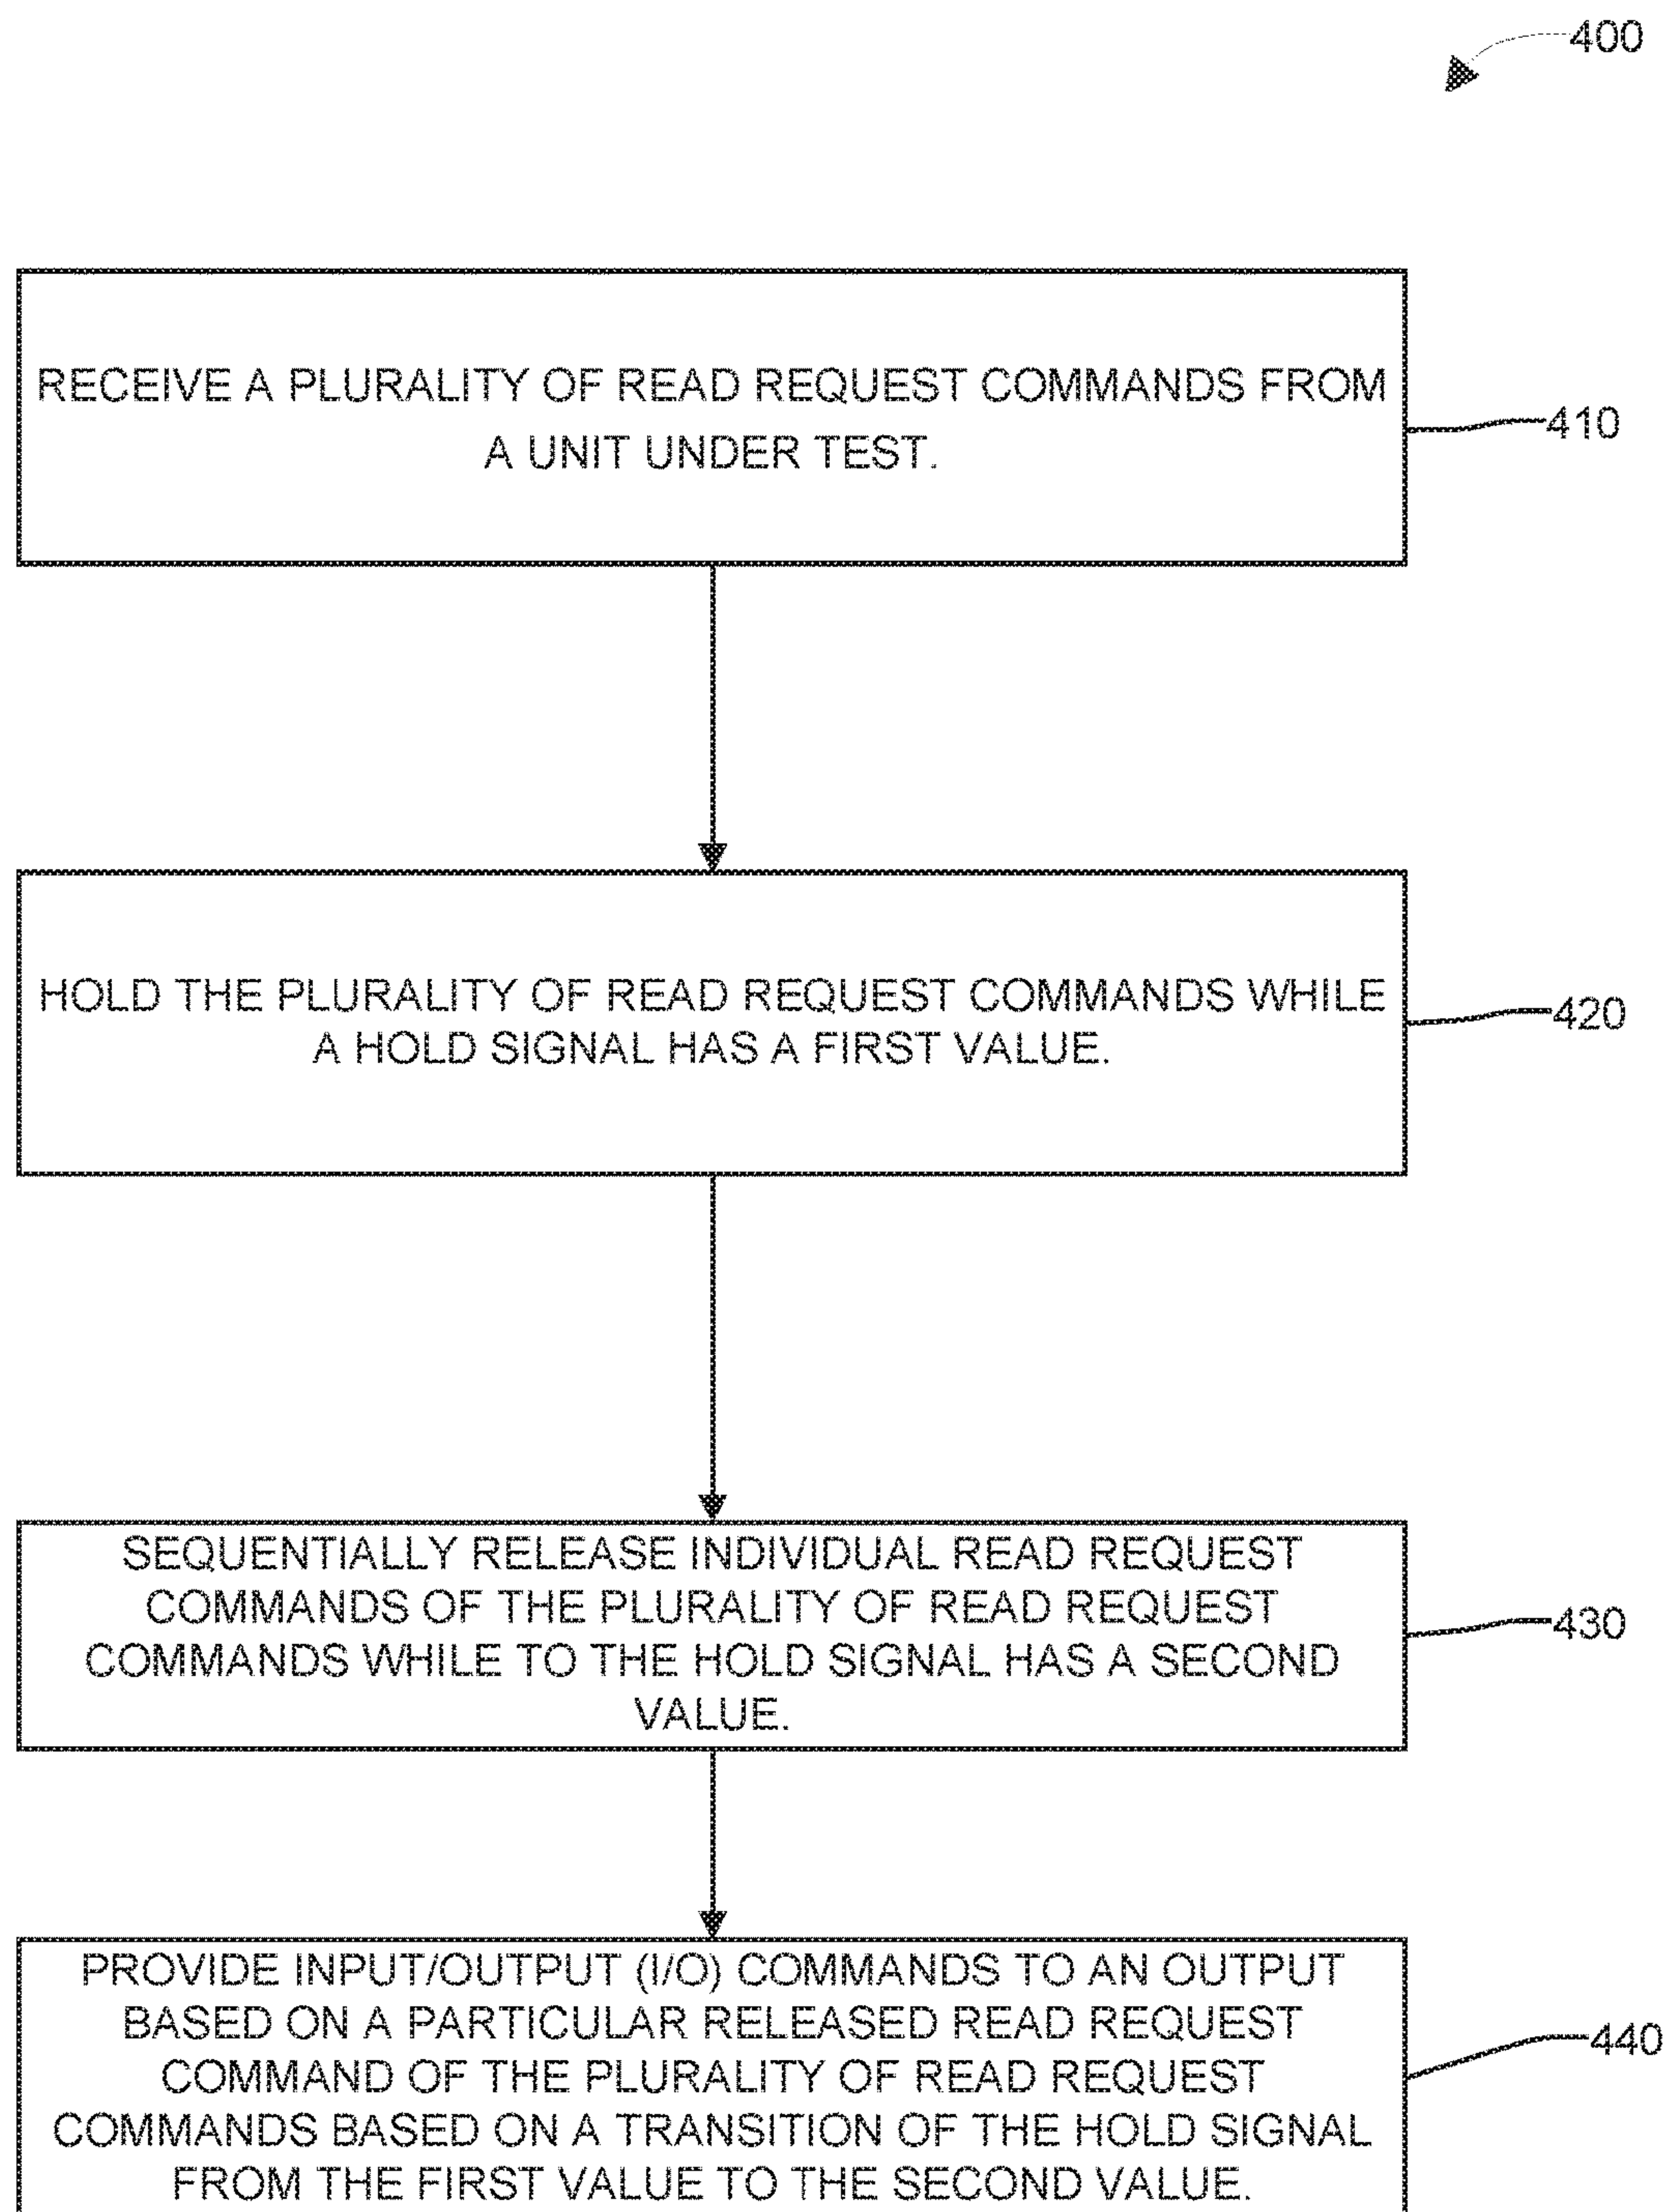 400
RECEIVE A PLURALITY OF READ REQUEST COMMANDS FROM
A UNIT UNDER TEST.
410
HOLD THE PLURALITY OF READ REQUEST COMMANDS WHILE
A HOLD SIGNAL HAS A FIRST VALUE.
420
SEQUENTIALLY RELEASE INDIVIDUAL READ REQUEST
COMMANDS OF THE PLURALITY OF READ REQUEST
COMMANDS WHILE TO THE HOLD SIGNAL HAS A SECOND
VALUE.
430
PROVIDE INPUT/OUTPUT (I/O) COMMANDS TO AN OUTPUT
BASED ON A PARTICULAR RELEASED READ REQUEST
COMMAND OF THE PLURALITY OF READ REQUEST
COMMANDS BASED ON A TRANSITION OF THE HOLD SIGNAL
FROM THE FIRST VALUE TO THE SECOND VALUE.
440